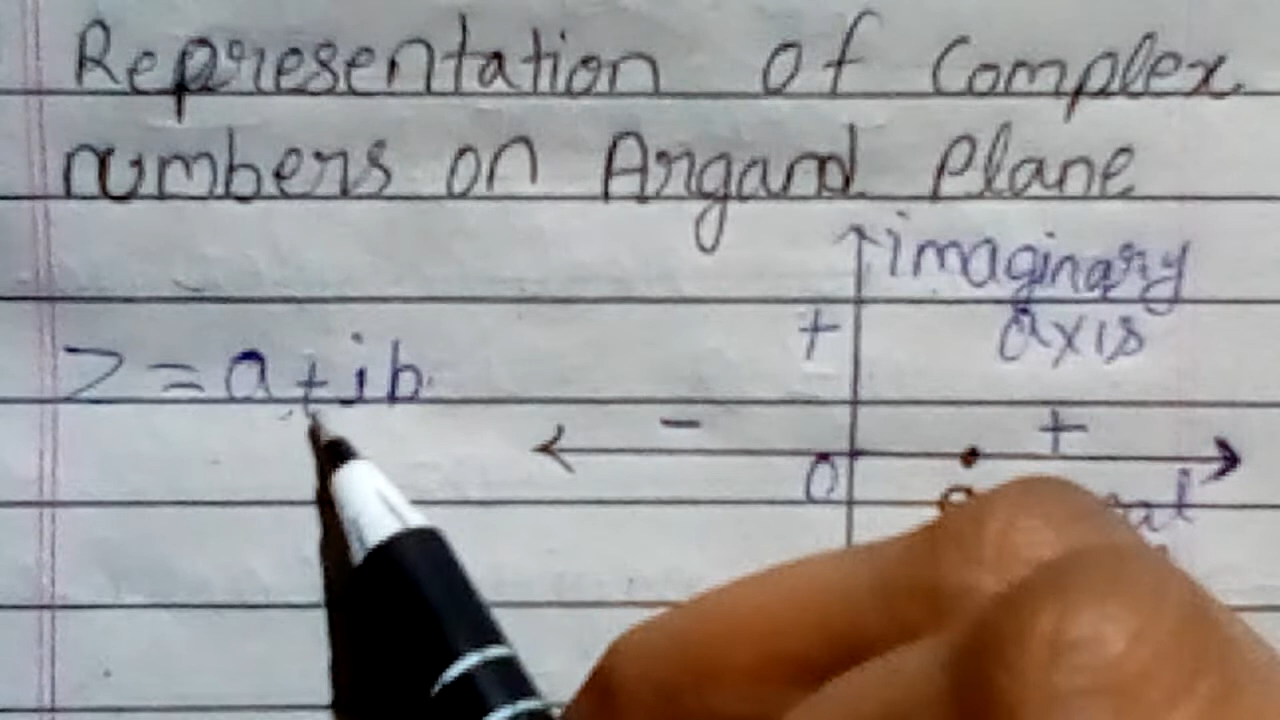 Representation of Complex
numbers on Argand Plane
imaginary
axis
+
z = a + ib
- +
0